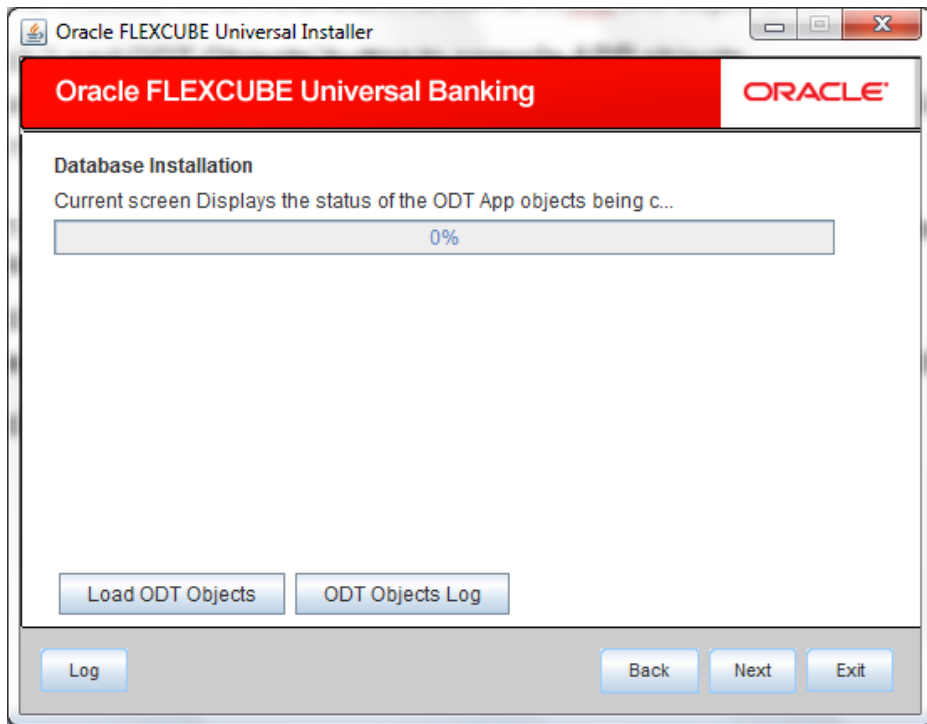 Oracle FLEXCUBE Universal Installer
Oracle FLEXCUBE Universal Banking
ORACLE
Database Installation
Current screen Displays the status of the ODT App objects being c...
0%
Load ODT Objects
ODT Objects Log
Log
Back
Next
Exit